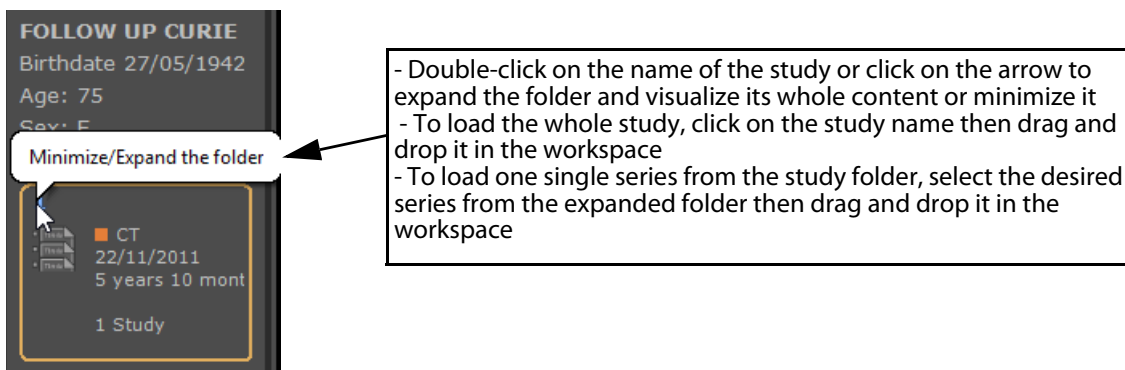 FOLLOW UP CURIE
Birthdate 27/05/1942
Age: 75
Sex: F
Minimize/Expand the folder
CT
22/11/2011
5 years 10 mont
1 Study
- Double-click on the name of the study or click on the arrow to
expand the folder and visualize its whole content or minimize it
- To load the whole study, click on the study name then drag and
drop it in the workspace
- To load one single series from the study folder, select the desired
series from the expanded folder then drag and drop it in the
workspace